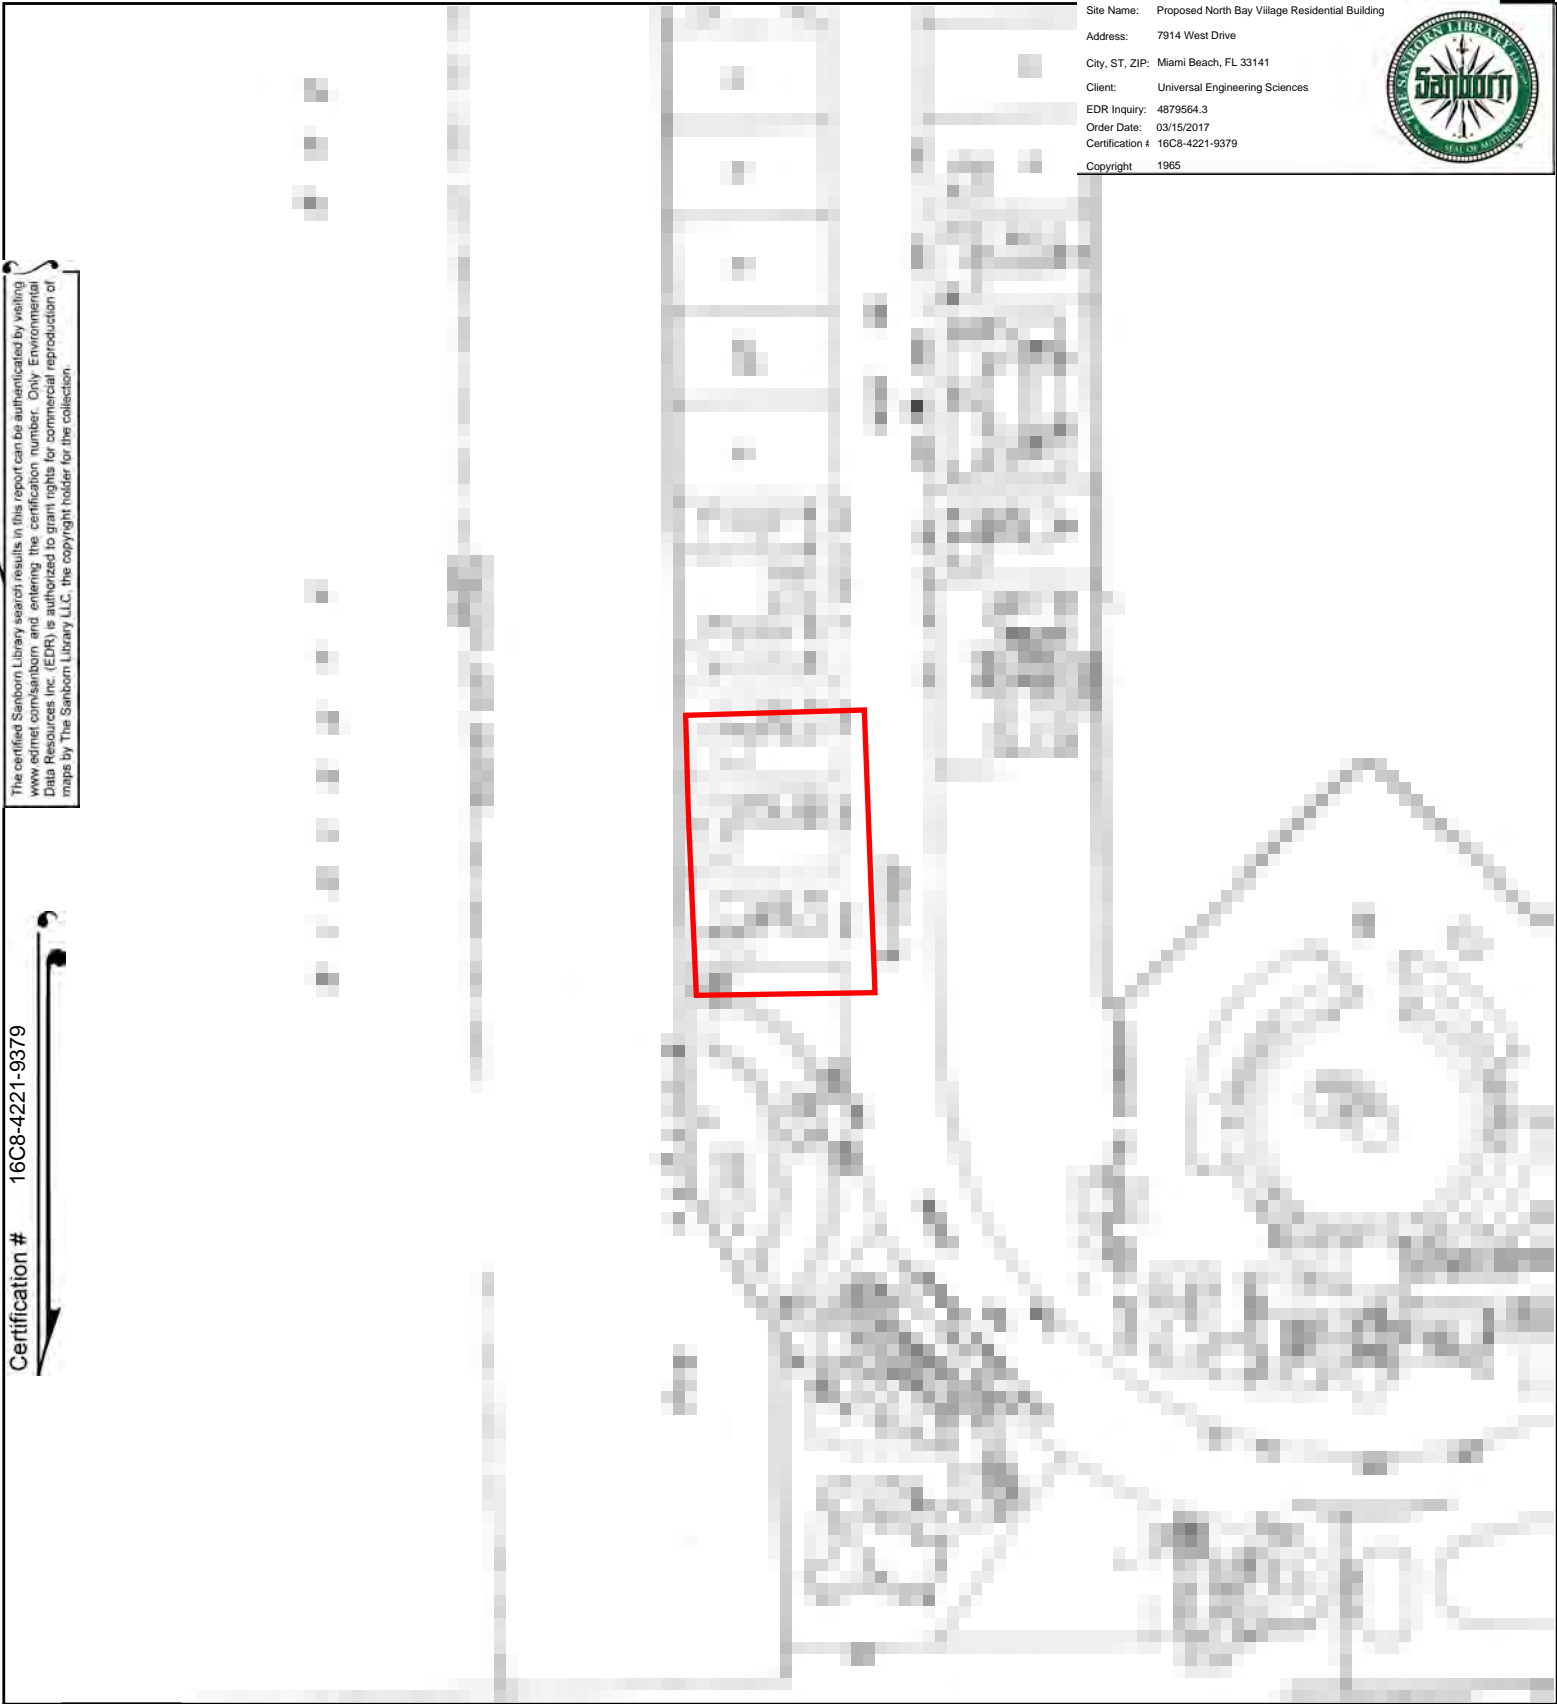 Site Name: Proposed North Bay Viilage Residential Building
Address: 7914 West Drive
City, ST, ZIP: Miami Beach, FL 33141
Client: Universal Engineering Sciences
EDR Inquiry: 4879564.3
Order Date: 03/15/2017
Certification # 16C8-4221-9379
Copyright 1965
THE SANBORN LIBRARY LLC
Sanborn
SEAL OF AUTHORITY
The certified Sanborn Library search results in this report can be authenticated by visiting
www.edrnet.com/sanborn and entering the certification number. Only Environmental
Data Resources Inc. (EDR) is authorized to grant rights for commercial reproduction of
maps by The Sanborn Library LLC, the copyright holder for the collection.
Certification # 16C8-4221-9379